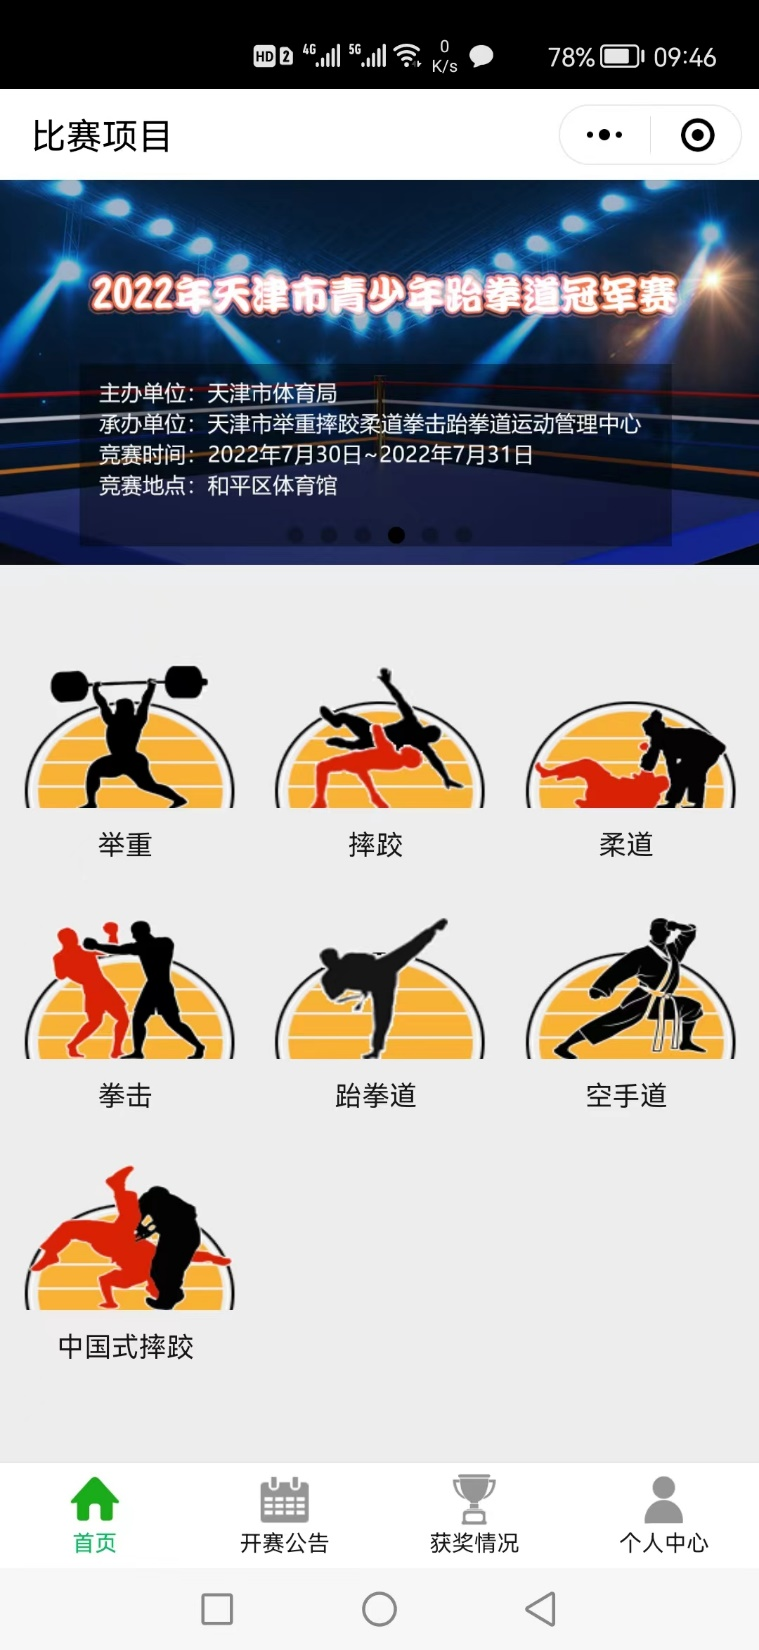 HD 2 4G 5G 0 K/s 78% 09:46
比赛项目
2022年天津市青少年跆拳道冠军赛
主办单位：天津市体育局
承办单位：天津市举重摔跤柔道拳击跆拳道运动管理中心
竞赛时间：2022年7月30日~2022年7月31日
竞赛地点：和平区体育馆
举重 摔跤 柔道
拳击 跆拳道 空手道
中国式摔跤
首页 开赛公告 获奖情况 个人中心